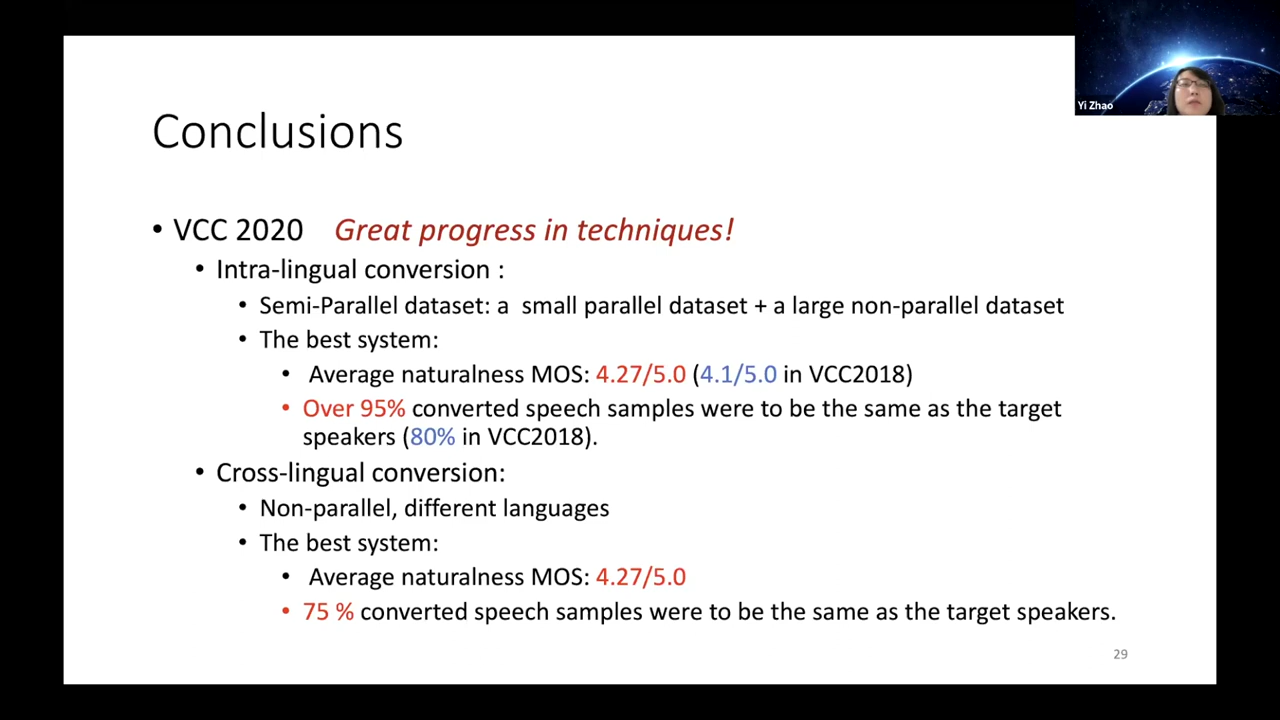 Yi Zhao
Conclusions
• VCC 2020 Great progress in techniques!
• Intra-lingual conversion :
• Semi-Parallel dataset: a small parallel dataset + a large non-parallel dataset
• The best system:
• Average naturalness MOS: 4.27/5.0 (4.1/5.0 in VCC2018)
• Over 95% converted speech samples were to be the same as the target
speakers (80% in VCC2018).
• Cross-lingual conversion:
• Non-parallel, different languages
• The best system:
• Average naturalness MOS: 4.27/5.0
• 75 % converted speech samples were to be the same as the target speakers.
29